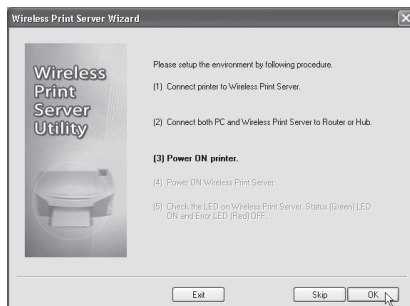 Wireless Print Server Wizard
Wireless
Print
Server
Utility
Please setup the environment by following procedure.
(1) Connect printer to Wireless Print Server.
(2) Connect both PC and Wireless Print Server to Router or Hub.
(3) Power ON printer.
(4) Power ON Wireless Print Server.
(5) Check the LED on Wireless Print Server, Status (Green) LED
ON and Error LED (Red) OFF.
Exit
Skip
OK